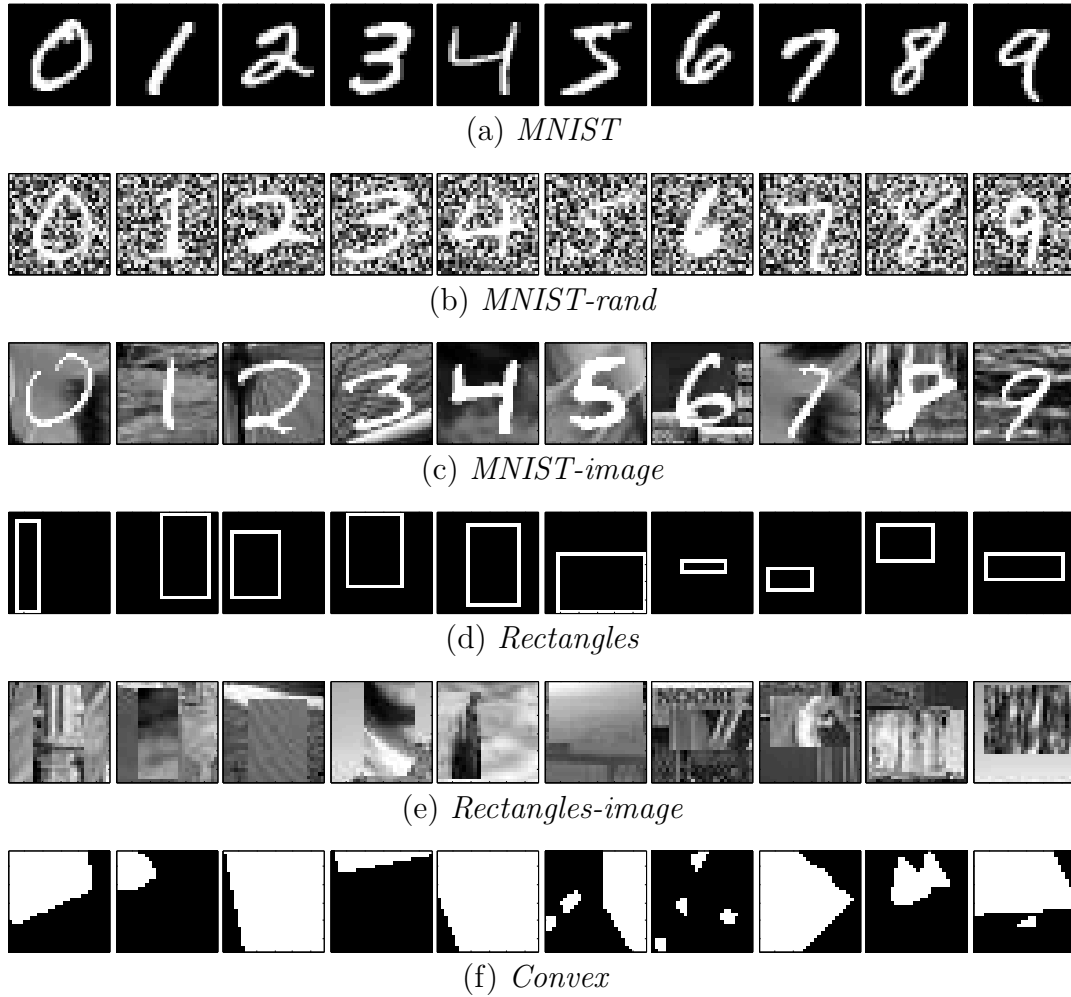 0 1 2 3 4 5 6 7 8 9
(a) MNIST
0 1 2 3 4 5 6 7 8 9
(b) MNIST-rand
0 1 2 3 4 5 6 7 8 9
(c) MNIST-image
(d) Rectangles
(e) Rectangles-image
(f) Convex